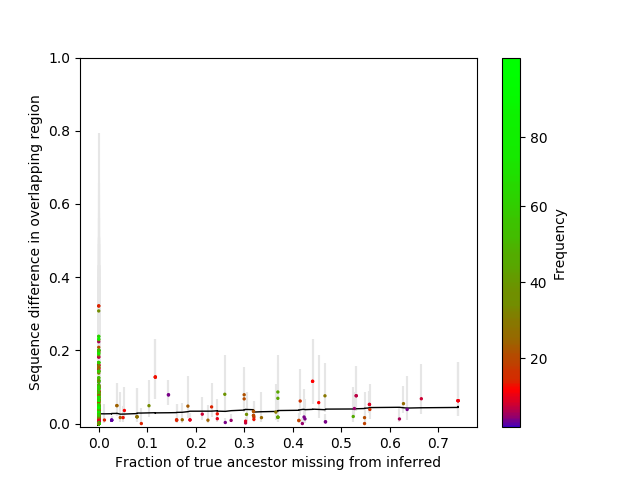 1.0
0.8
0.6
0.4
0.2
0.0
Sequence difference in overlapping region
0.0 0.1 0.2 0.3 0.4 0.5 0.6 0.7
Fraction of true ancestor missing from inferred
80
60
40
20
Frequency